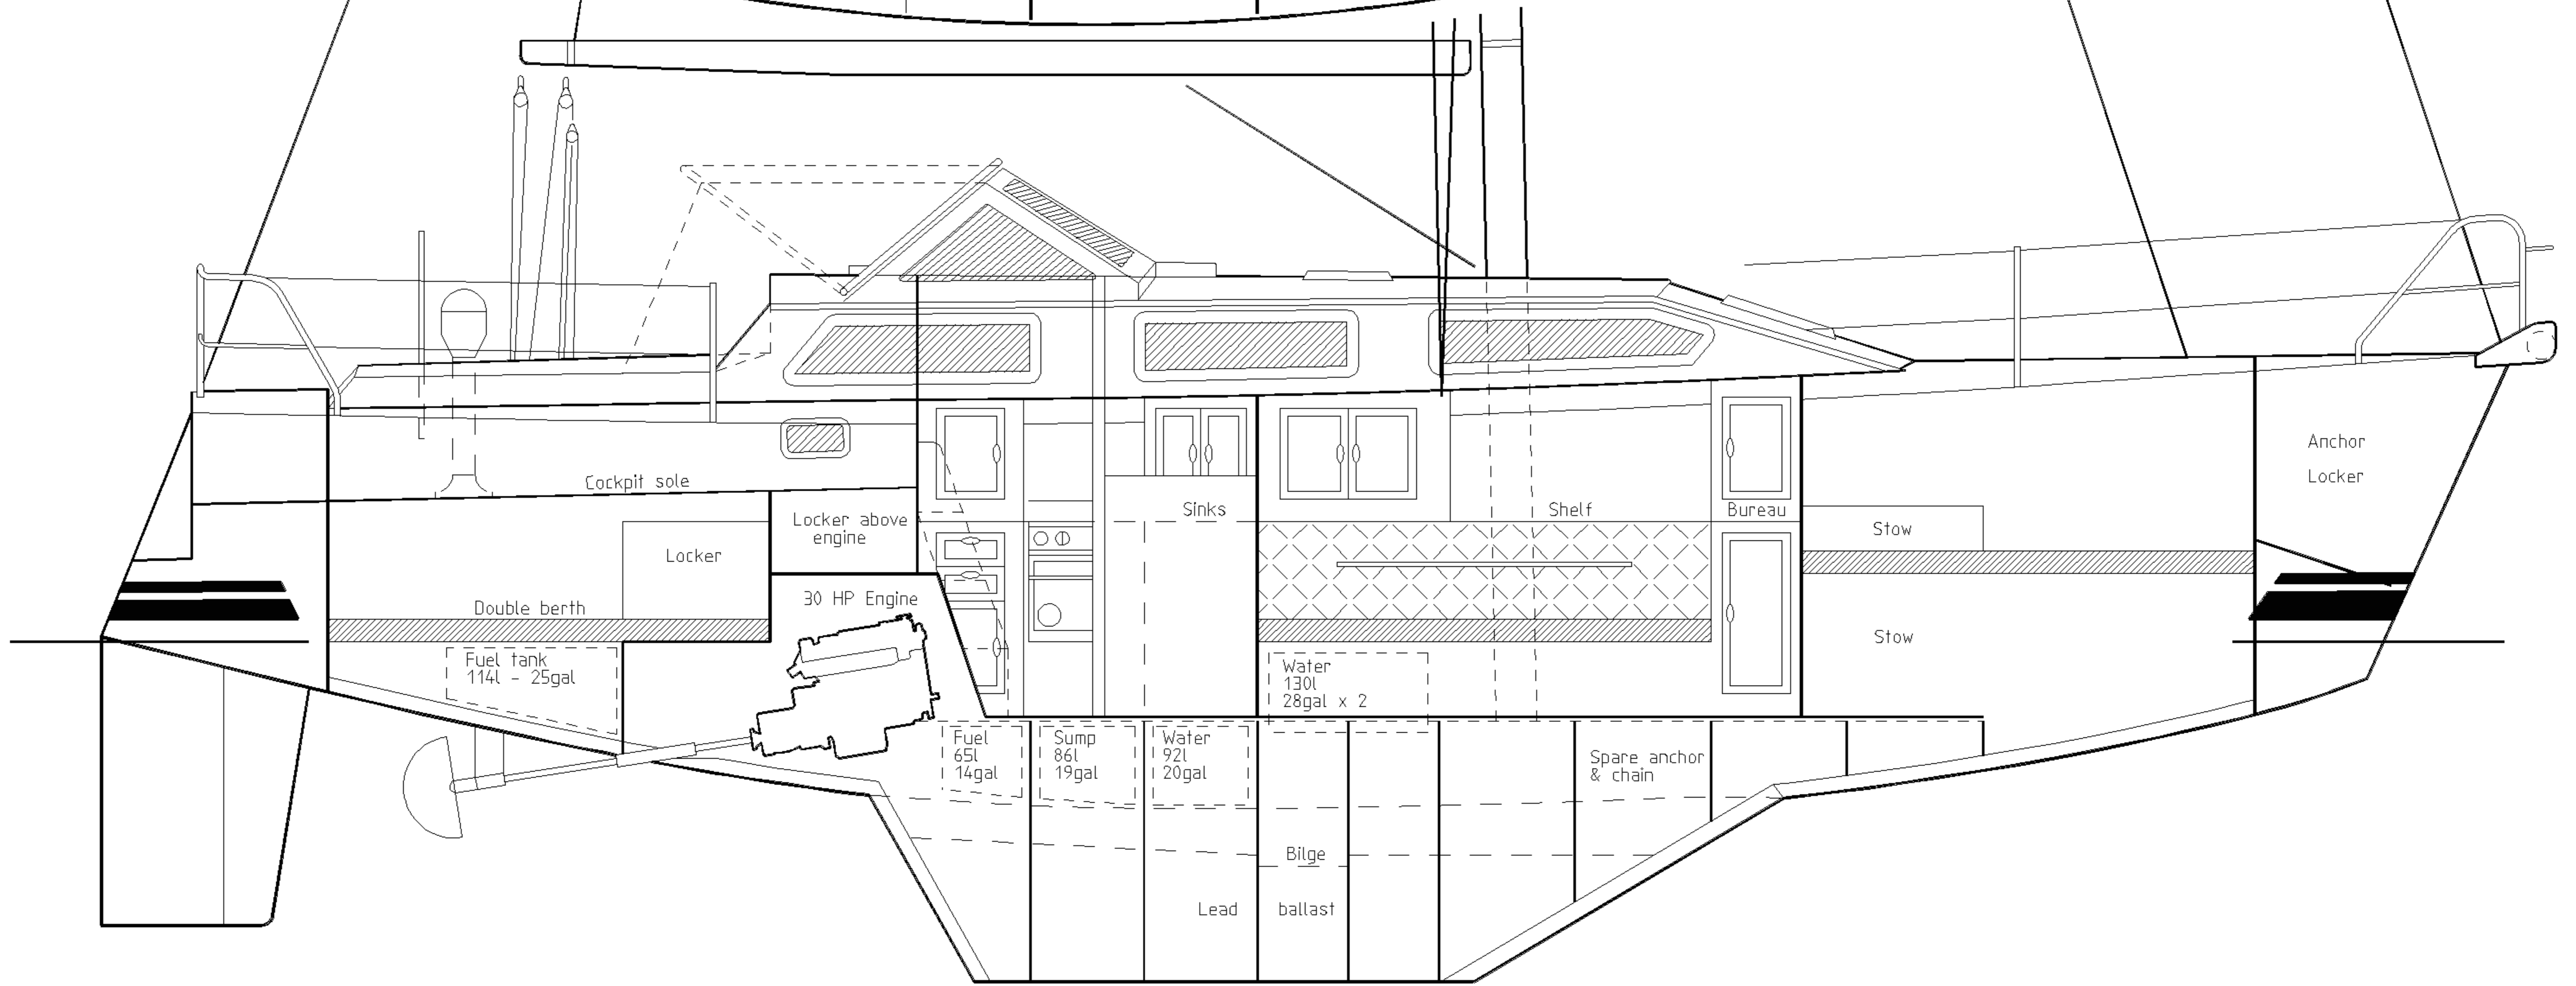 Cockpit sole
Locker above
engine
Locker
Double berth
30 HP Engine
Fuel tank
114l - 25gal
Sinks
Shelf
Bureau
Stow
Stow
Anchor
Locker
Water
130l
28gal x 2
Fuel
65l
14gal
Sump
86l
19gal
Water
92l
20gal
Spare anchor
& chain
Bilge
Lead ballast